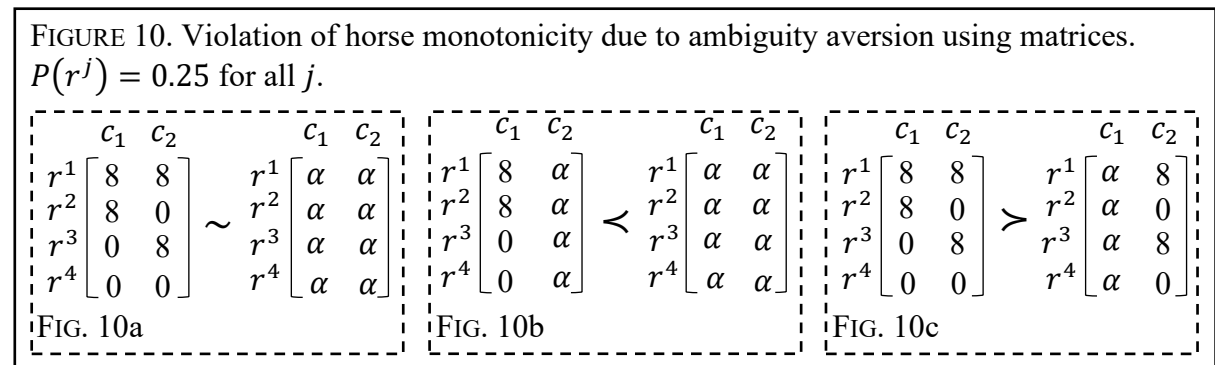 FIGURE 10. Violation of horse monotonicity due to ambiguity aversion using matrices.
𝑃(𝑟^𝑗) = 0.25 for all 𝑗.
c₁ c₂ c₁ c₂ c₁ c₂ c₁ c₂ c₁ c₂ c₁ c₂
r¹ 8 8 r¹ α α r¹ 8 α r¹ α α r¹ 8 8 r¹ α 8
r² 8 0 ~ r² α α r² 8 α ≺ r² α α r² 8 0 ≻ r² α 0
r³ 0 8 r³ α α r³ 0 α r³ α α r³ 0 8 r³ α 8
r⁴ 0 0 r⁴ α α r⁴ 0 α r⁴ α α r⁴ 0 0 r⁴ α 0
FIG. 10a FIG. 10b FIG. 10c